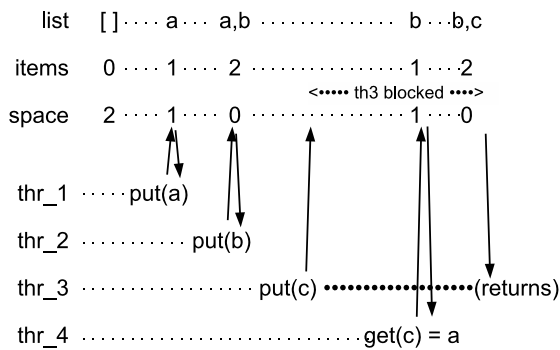 list [ ] ···· a ···· a,b ···················· b ··· b,c
items 0 ···· 1 ···· 2 ···················· 1 ··· 2
<••••• th3 blocked •••••>
space 2 ···· 1 ···· 0 ···················· 1 ··· 0
thr_1 ······ put(a)
thr_2 ··············· put(b)
thr_3 ························ put(c) •••••••••••••••••• (returns)
thr_4 ······································ get(c) = a